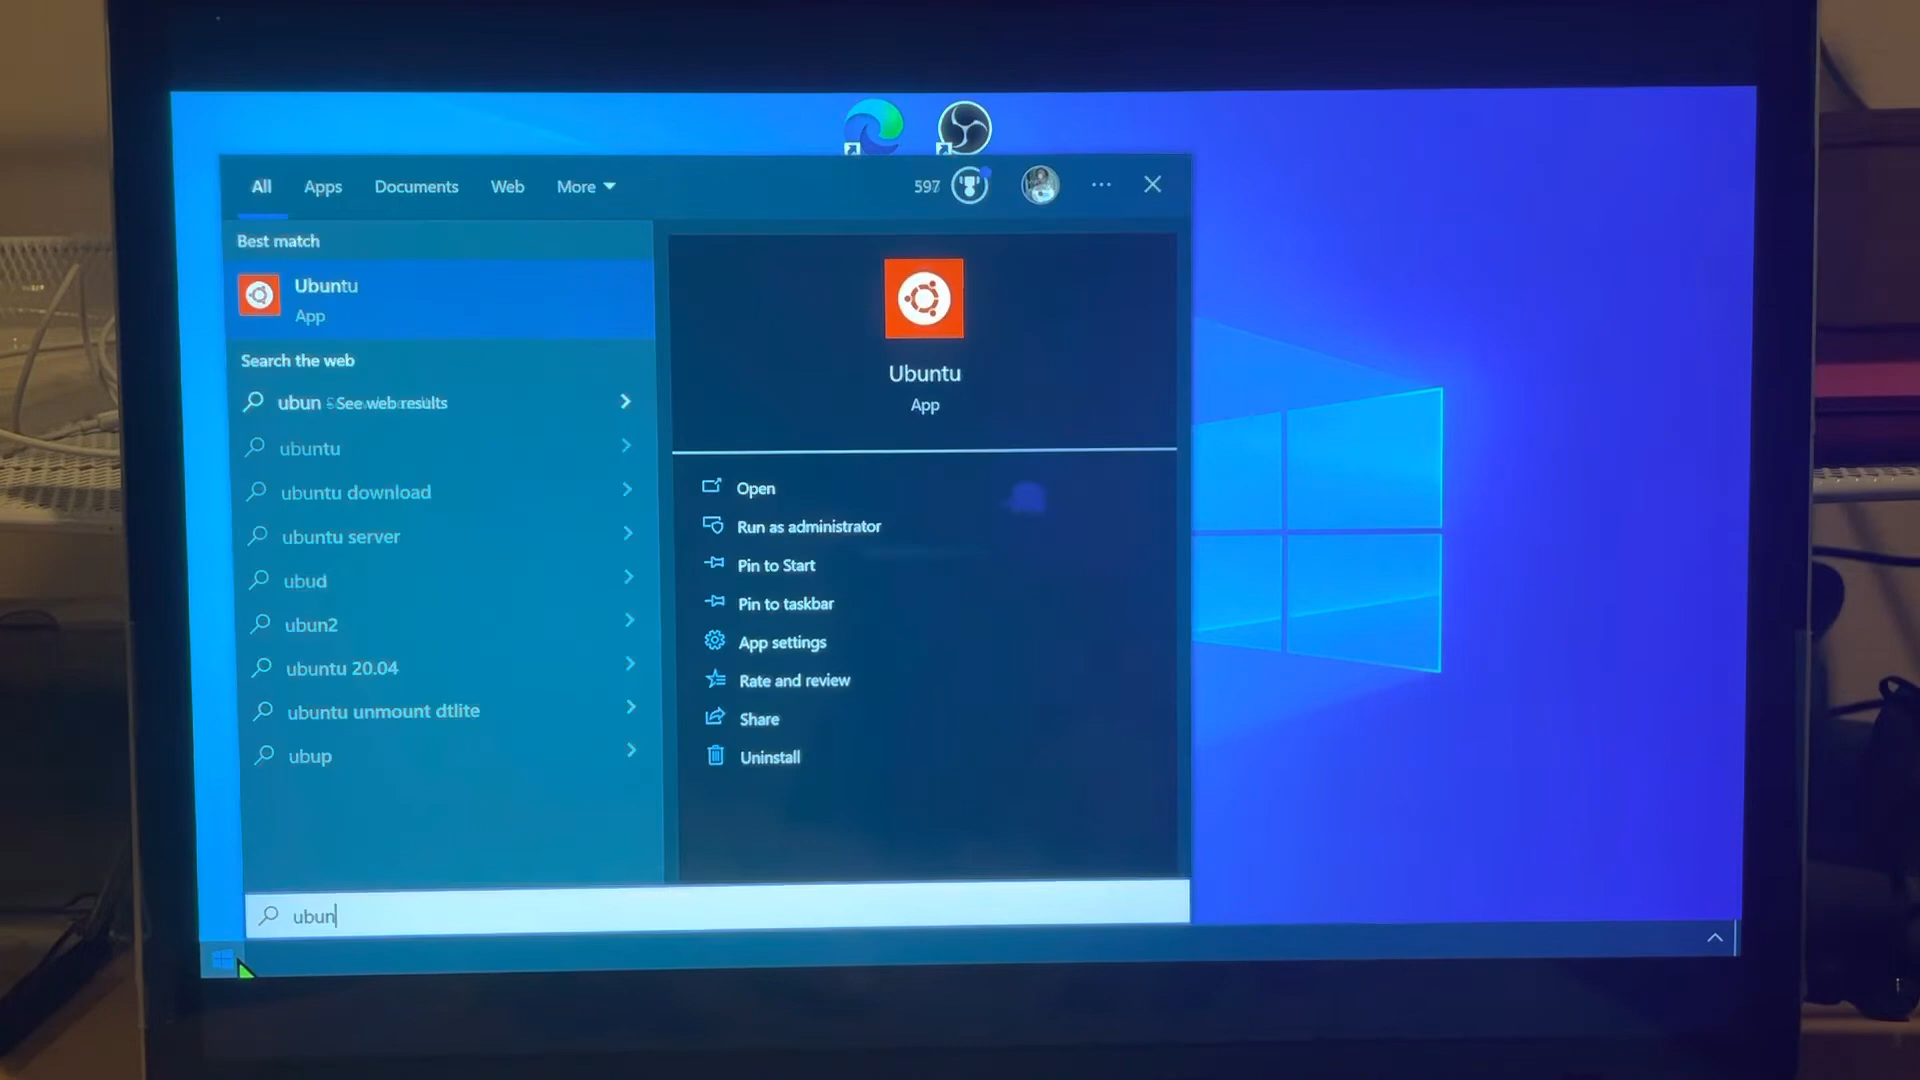 All Apps Documents Web More 597
Best match
Ubuntu
App
Search the web
ubun - See web results
ubuntu
ubuntu download
ubuntu server
ubud
ubun2
ubuntu 20.04
ubuntu unmount dtlite
ubup
Ubuntu
App
Open
Run as administrator
Pin to Start
Pin to taskbar
App settings
Rate and review
Share
Uninstall
ubun